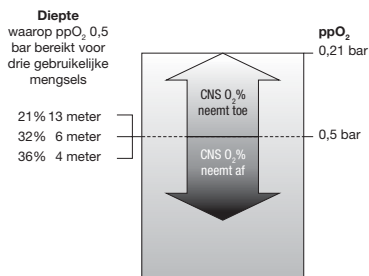 Diepte
waarop ppO₂ 0,5
bar bereikt voor
drie gebruikelijke
mengsels
21% 13 meter
32% 6 meter
36% 4 meter
CNS O₂%
neemt toe
CNS O₂%
neemt af
ppO₂
0,21 bar
0,5 bar